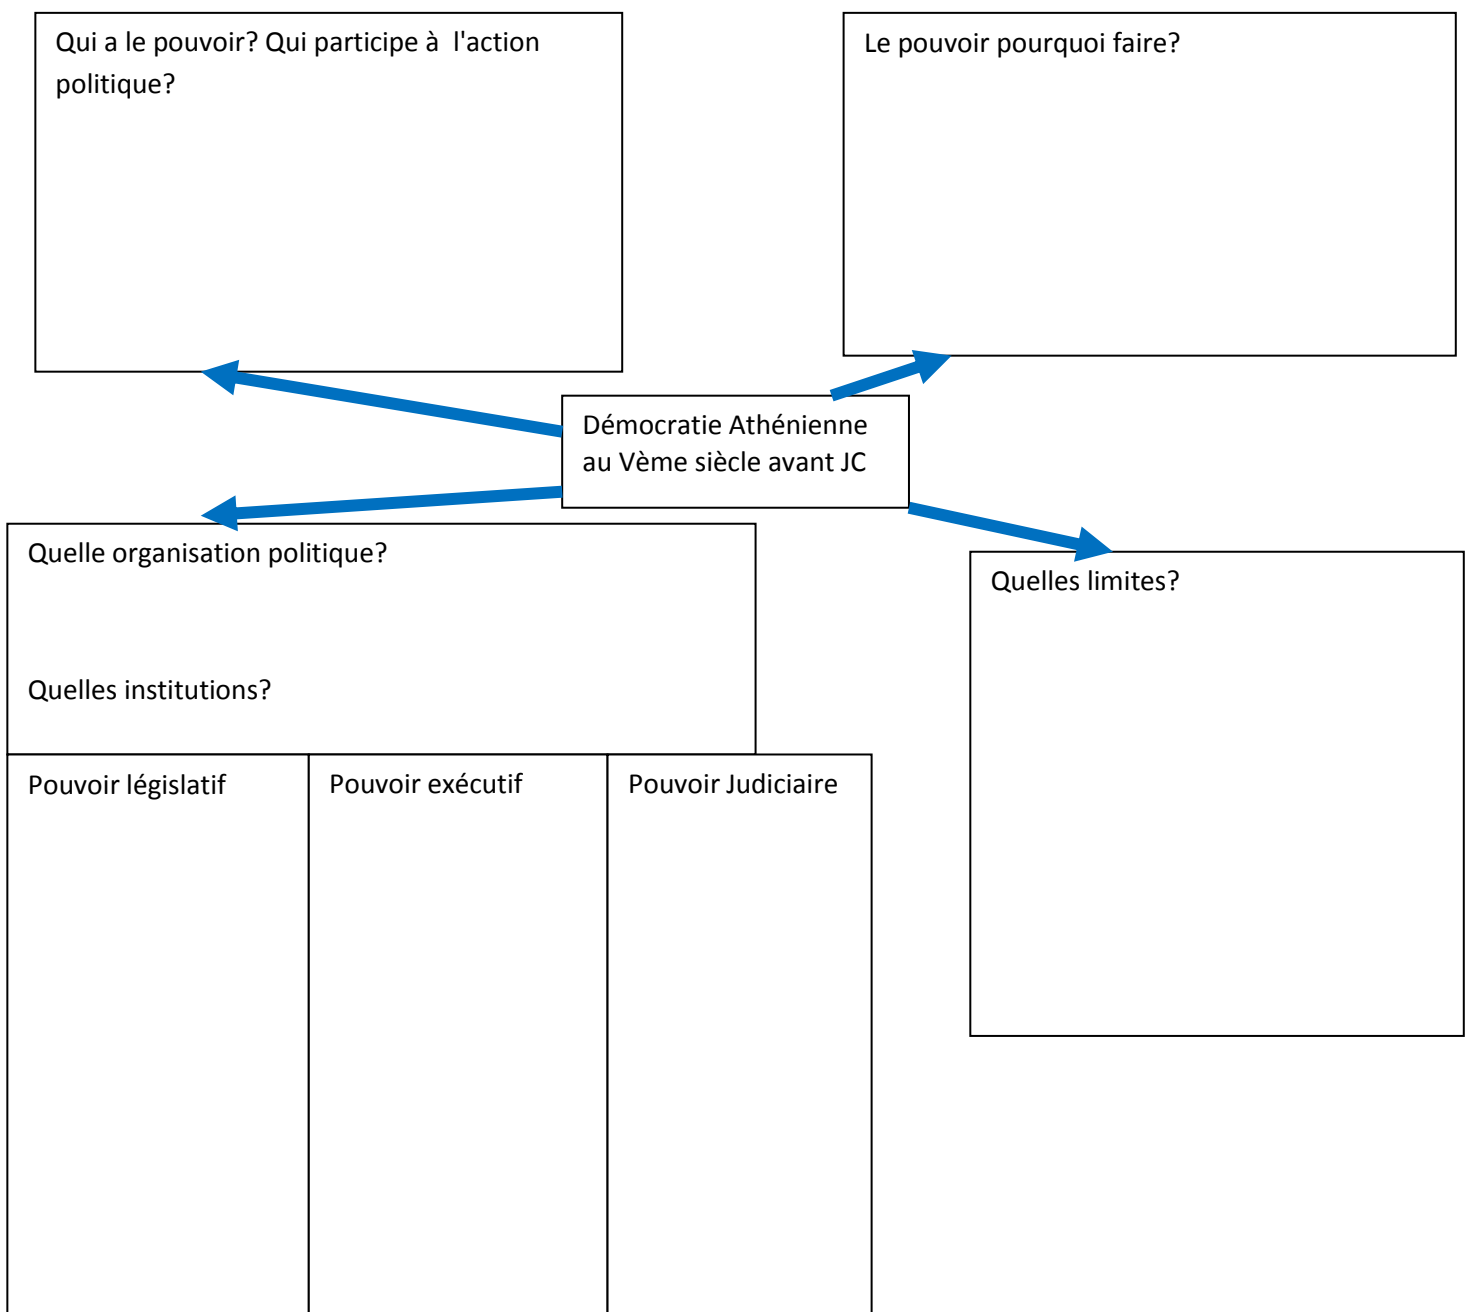 Qui a le pouvoir? Qui participe à  l'action
politique?
Le pouvoir pourquoi faire?
Démocratie Athénienne
au Vème siècle avant JC
Quelle organisation politique?
Quelles institutions?
Quelles limites?
Pouvoir législatif
Pouvoir exécutif
Pouvoir Judiciaire